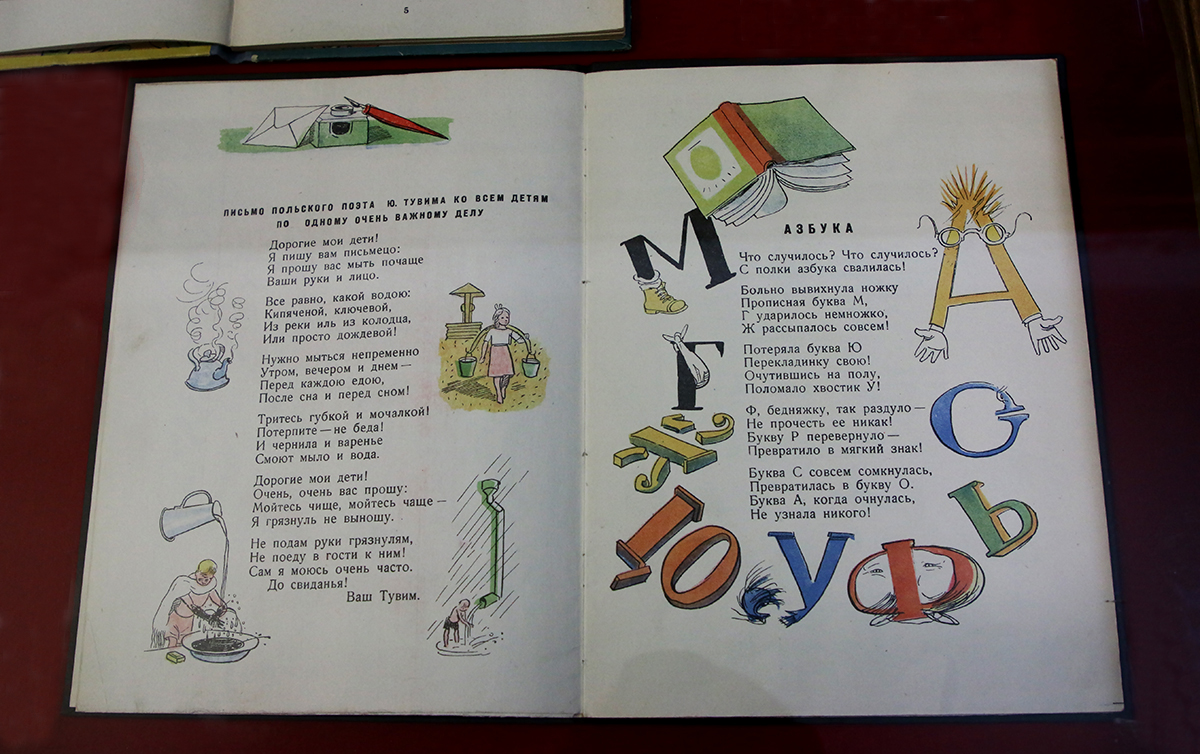 5
ПИСЬМО ПОЛЬСКОГО ПОЭТА Ю. ТУВИМА КО ВСЕМ ДЕТЯМ
ПО ОДНОМУ ОЧЕНЬ ВАЖНОМУ ДЕЛУ
Дорогие мои дети!
Я пишу вам письмецо:
Я прошу вас мыть почаще
Ваши руки и лицо.
Все равно, какой водою:
Кипяченой, ключевой,
Из реки иль из колодца,
Или просто дождевой!
Нужно мыться непременно
Утром, вечером и днем —
Перед каждою едою,
После сна и перед сном!
Тритесь губкой и мочалкой!
Потерпите — не беда!
И чернила и варенье
Смоют мыло и вода.
Дорогие мои дети!
Очень, очень вас прошу:
Мойтесь чище, мойтесь чаще —
Я грязнуль не выношу.
Не подам руки грязнулям,
Не поеду в гости к ним!
Сам я моюсь очень часто.
До свиданья!
Ваш Тувим.
АЗБУКА
Что случилось? Что случилось?
С полки азбука свалилась!
Больно вывихнула ножку
Прописная буква М,
Г ударилось немножко,
Ж рассыпалось совсем!
Потеряла буква Ю
Перекладинку свою!
Очутившись на полу,
Поломало хвостик У!
Ф, бедняжку, так раздуло —
Не прочесть ее никак!
Букву Р перевернуло —
Превратило в мягкий знак!
Буква С совсем сомкнулась,
Превратилась в букву О.
Буква А, когда очнулась,
Не узнала никого!
М
А
Г
Ж
С
Ю
У
Ф
Ь